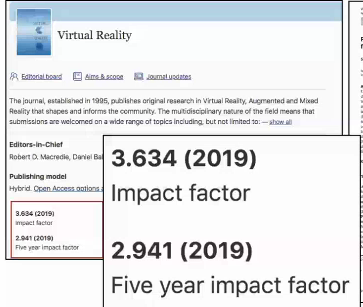 Virtual Reality
Editorial board Aims & scope Journal updates
The journal, established in 1995, publishes original research in Virtual Reality, Augmented and Mixed
Reality that shapes and informs the community. The multidisciplinary nature of the field means that
submissions are welcomed on a wide range of topics including, but not limited to: — show all
Editors-in-Chief
Robert D. Macredie, Daniel
Publishing model
Hybrid. Open Access options
3.634 (2019)
Impact factor
2.941 (2019)
Five year impact factor
3.634 (2019)
Impact factor
2.941 (2019)
Five year impact factor